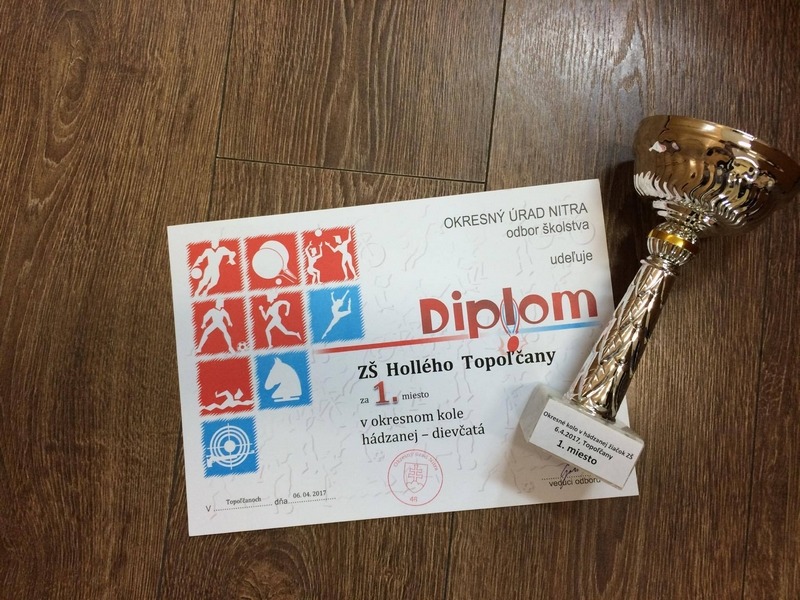 OKRESNÝ ÚRAD NITRA
odbor školstva
udeľuje
Diplom
ZŠ Hollého Topoľčany
za 1. miesto
v okresnom kole
hádzanej – dievčatá
V Topoľčanoch dňa 06. 04. 2017
vedúci odboru
Okresné kolo v hádzanej žiačok ZŠ
6.4.2017, Topoľčany
1. miesto